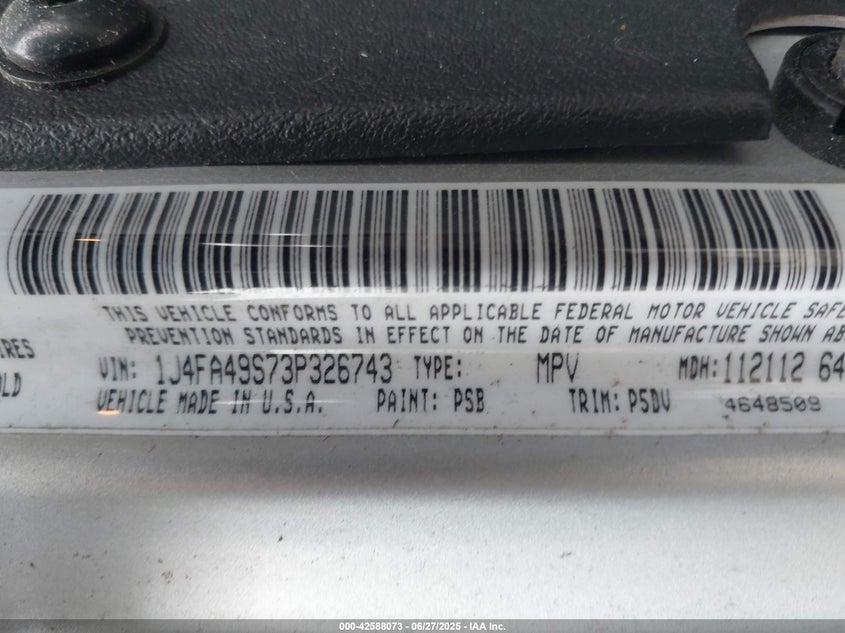 THIS VEHICLE CONFORMS TO ALL APPLICABLE FEDERAL MOTOR VEHICLE SAFE
PREVENTION STANDARDS IN EFFECT ON THE DATE OF MANUFACTURE SHOWN AB
IRES
VIN: 1J4FA49S73P326743 TYPE: MPV MDH: 112112 64
OLD
VEHICLE MADE IN U.S.A. PAINT: PSB TRIM: P5DV 4648509
000-42588073 — 06/27/2025 — IAA Inc.